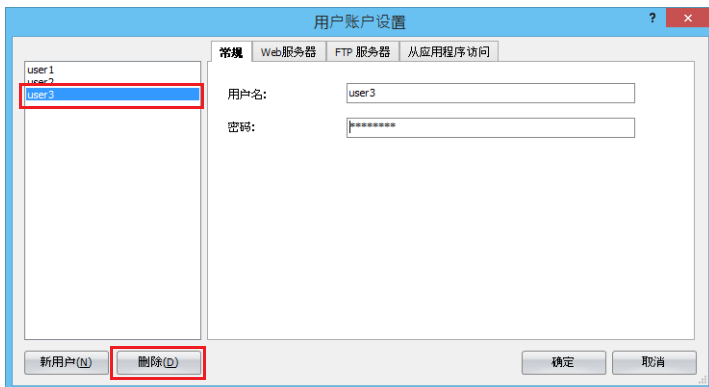 用户账户设置
?
×
常规 Web服务器 FTP 服务器 从应用程序访问
user1
user2
user3
用户名: user3
密码: ********
新用户(N) 删除(D) 确定 取消